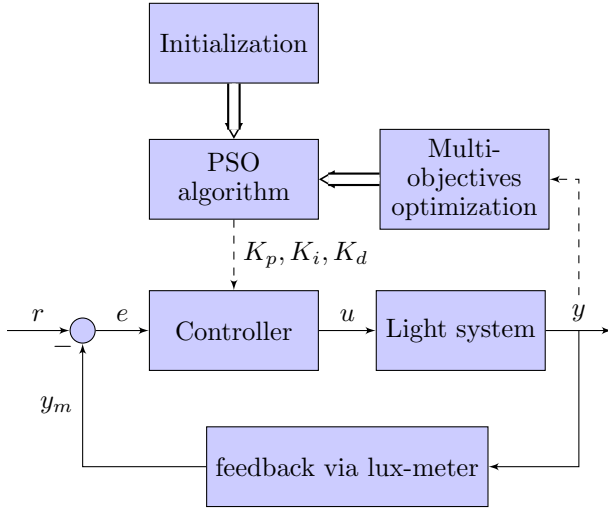 Initialization
PSO
algorithm
Multi-
objectives
optimization
K_p, K_i, K_d
r
e
Controller
u
Light system
y
−
y_m
feedback via lux-meter